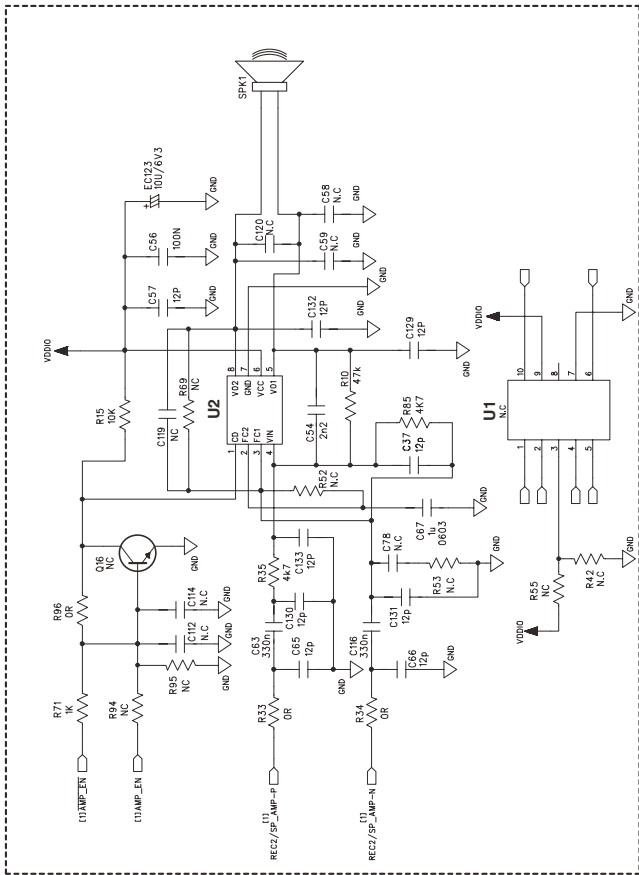 SPK1
EC123
10U/6V3
+
GND
C56
100N
GND
C57
12P
GND
C120
N.C
C58
N.C
GND
C59
N.C
GND
GND
C132
12P
GND
VDDIO
R15
10K
C119
NC
R69
NC
U2
1 CD VO2 8
2 FC2 GND 7
3 FC1 VCC 6
4 VIN VO1 5
C129
12P
GND
R10
47k
C54
2n2
R85
4K7
C37
12p
R52
N.C
C67
1u
0603
GND
Q16
NC
GND
R96
0R
C114
N.C
GND
C112
N.C
GND
R95
NC
GND
R71
1K
R94
NC
[1]AMP_EN
[1]AMP_EN
R35
4k7
C133
12P
C63
330n
C130
12p
C65
12p
GND
R33
0R
[1]
REC2/SP_AMP-P
C78
N.C
R53
N.C
GND
C116
330n
C131
12p
C66
12p
GND
R34
0R
[1]
REC2/SP_AMP-N
U1
N.C
1 10
2 9
3 8
4 7
5 6
VDDIO
GND
R55
NC
R42
N.C
GND
VDDIO